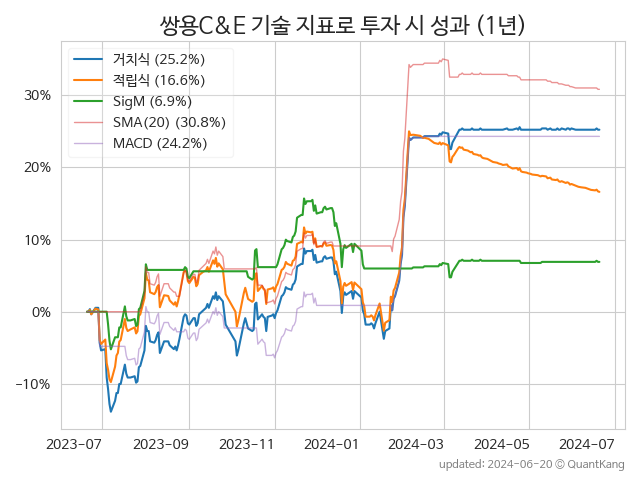 쌍용C&E 기술 지표로 투자 시 성과 (1년)
거치식 (25.2%)
적립식 (16.6%)
SigM (6.9%)
SMA(20) (30.8%)
MACD (24.2%)
30%
20%
10%
0%
−10%
2023-07 2023-09 2023-11 2024-01 2024-03 2024-05 2024-07
updated: 2024-06-20 © QuantKang